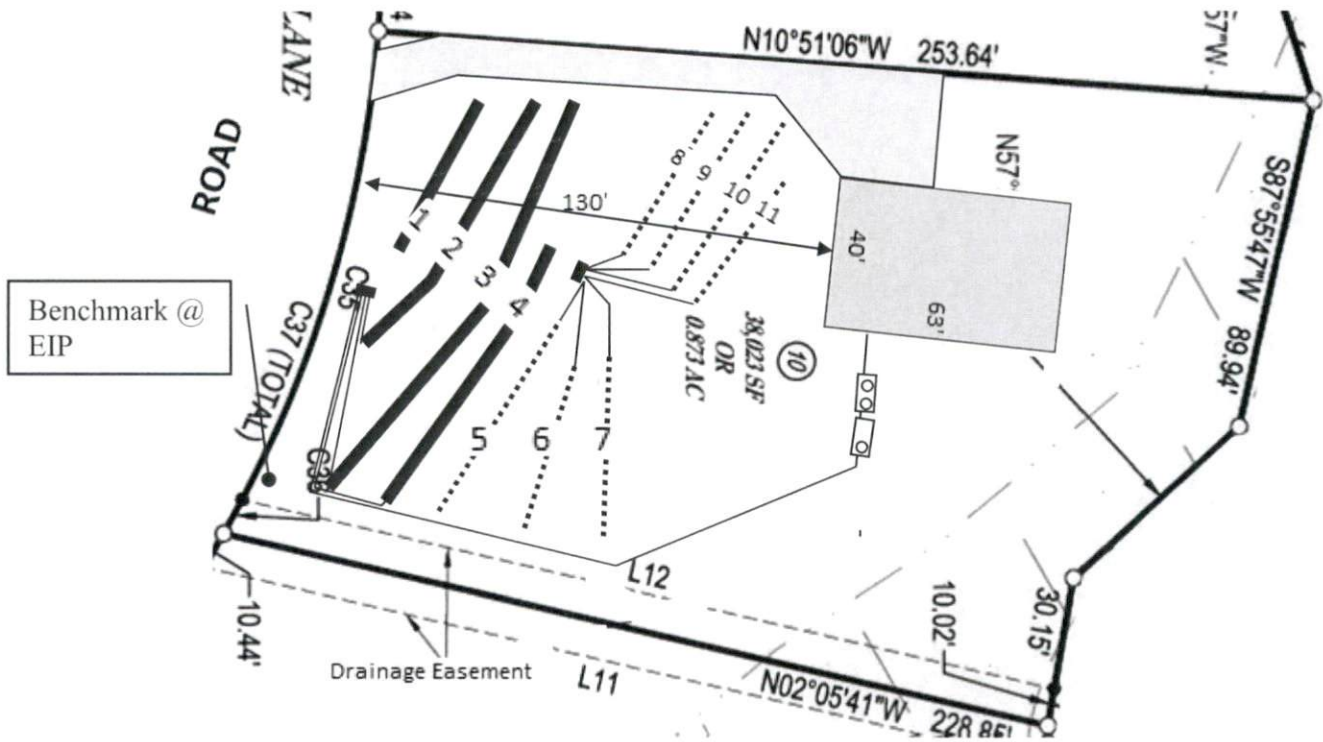 LANE
4
N10°51'06"W 253.64'
57"W
ROAD
S87°55'47"W 89.94'
N57°
Benchmark @
EIP
C35
C37 (TOTAL)
130'
40'
63'
1
2
3
4
5
6
7
8
9
10
11
10
38,023 SF
OR
0.873 AC
10.44'
Drainage Easement
L12
L11
N02°05'41"W 228.85'
10.02'
30.15'